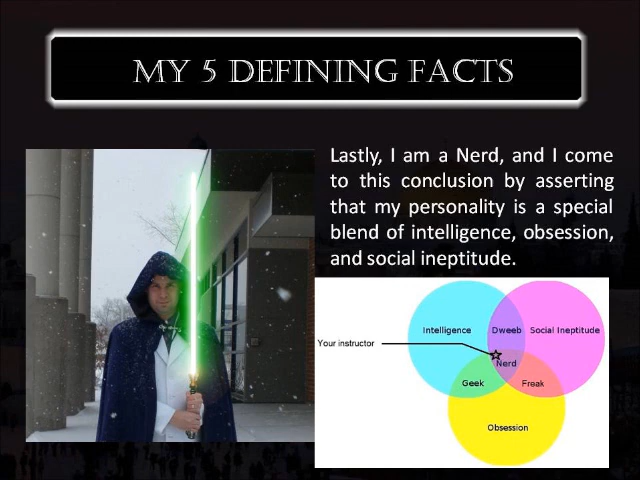 MY 5 DEFINING FACTS
Lastly, I am a Nerd, and I come
to this conclusion by asserting
that my personality is a special
blend of intelligence, obsession,
and social ineptitude.
Intelligence
Dweeb
Social Ineptitude
Your instructor
Nerd
Geek
Freak
Obsession